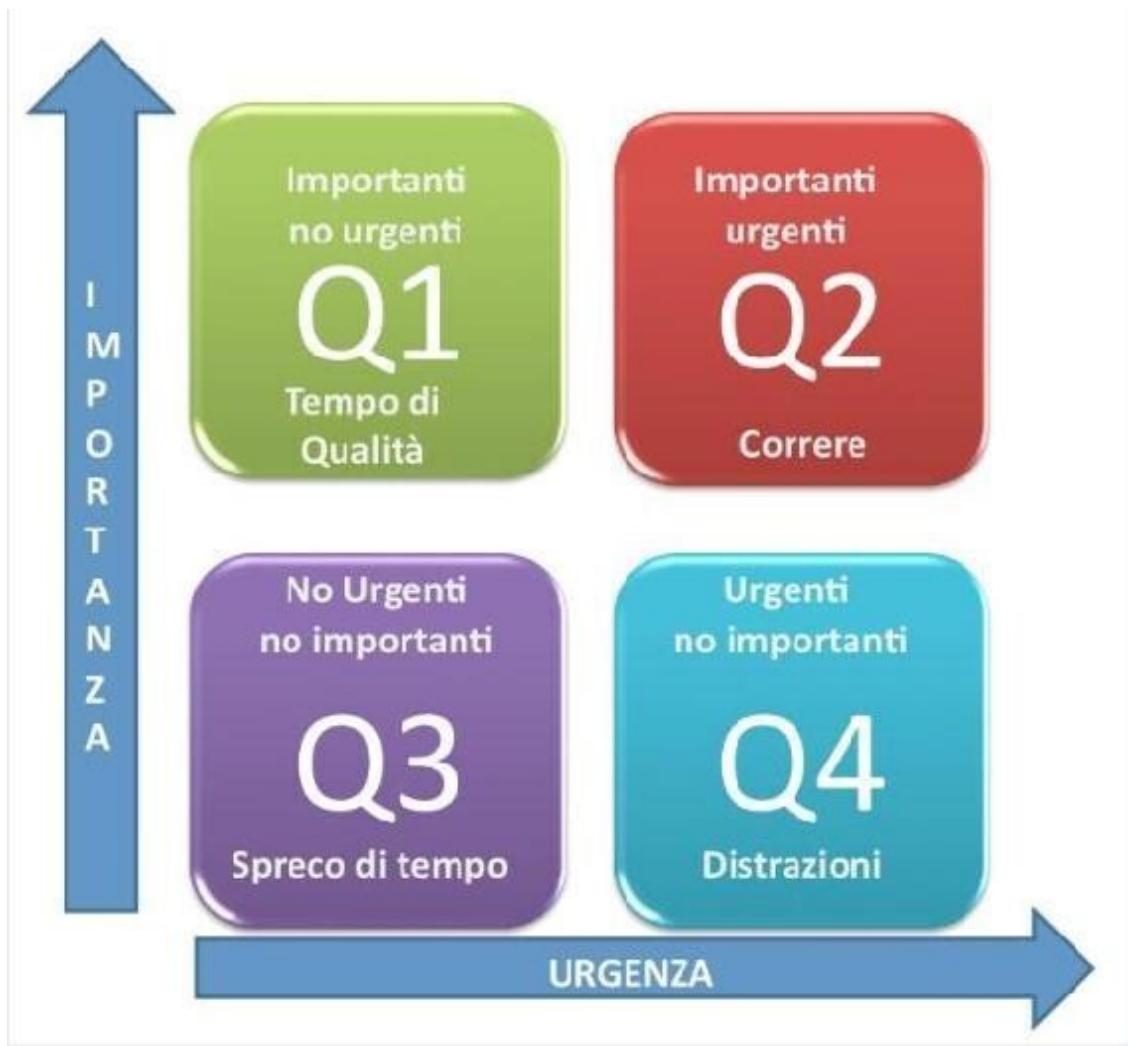 IMPORTANZA
Importanti
no urgenti
Q1
Tempo di
Qualità
Importanti
urgenti
Q2
Correre
No Urgenti
no importanti
Q3
Spreco di tempo
Urgenti
no importanti
Q4
Distrazioni
URGENZA